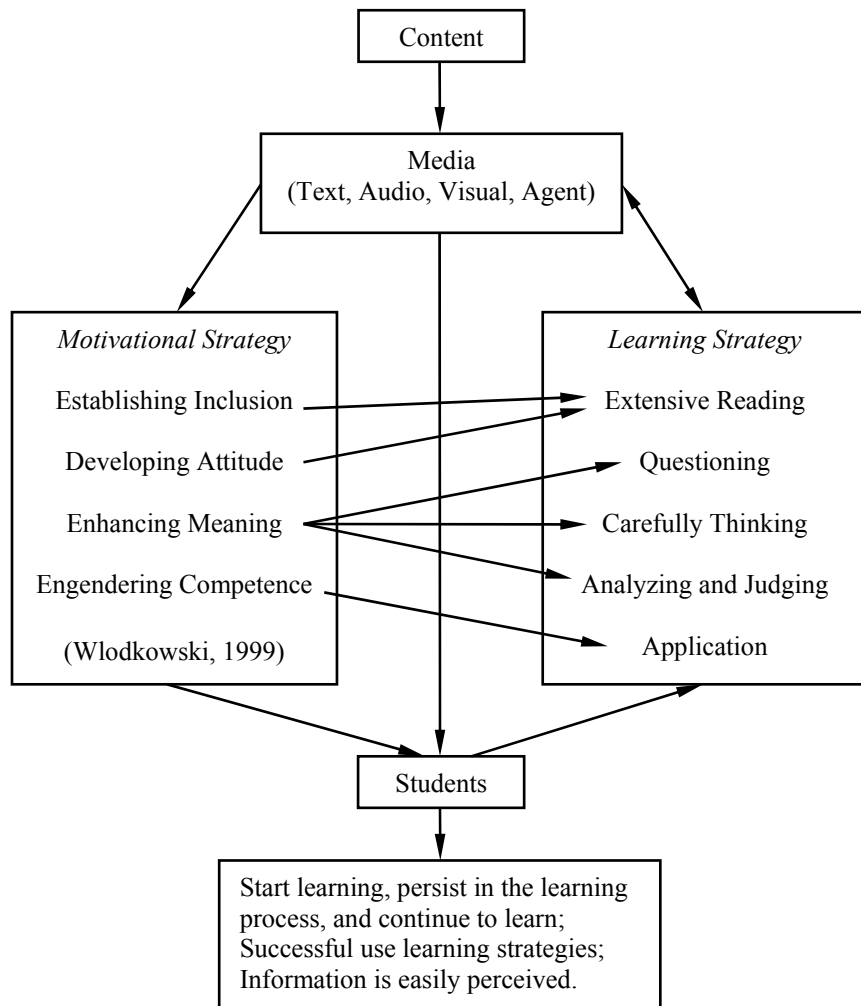 Content
Media
(Text, Audio, Visual, Agent)
Motivational Strategy
Establishing Inclusion
Developing Attitude
Enhancing Meaning
Engendering Competence
(Wlodkowski, 1999)
Learning Strategy
Extensive Reading
Questioning
Carefully Thinking
Analyzing and Judging
Application
Students
Start learning, persist in the learning
process, and continue to learn;
Successful use learning strategies;
Information is easily perceived.